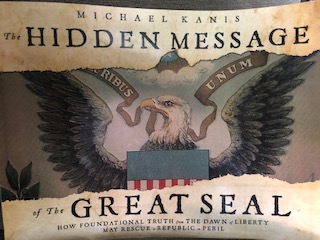 MICHAEL KANIS
The HIDDEN MESSAGE
PLURIBUS UNUM
of The GREAT SEAL
HOW FOUNDATIONAL TRUTH from THE DAWN of LIBERTY
MAY RESCUE a REPUBLIC in PERIL